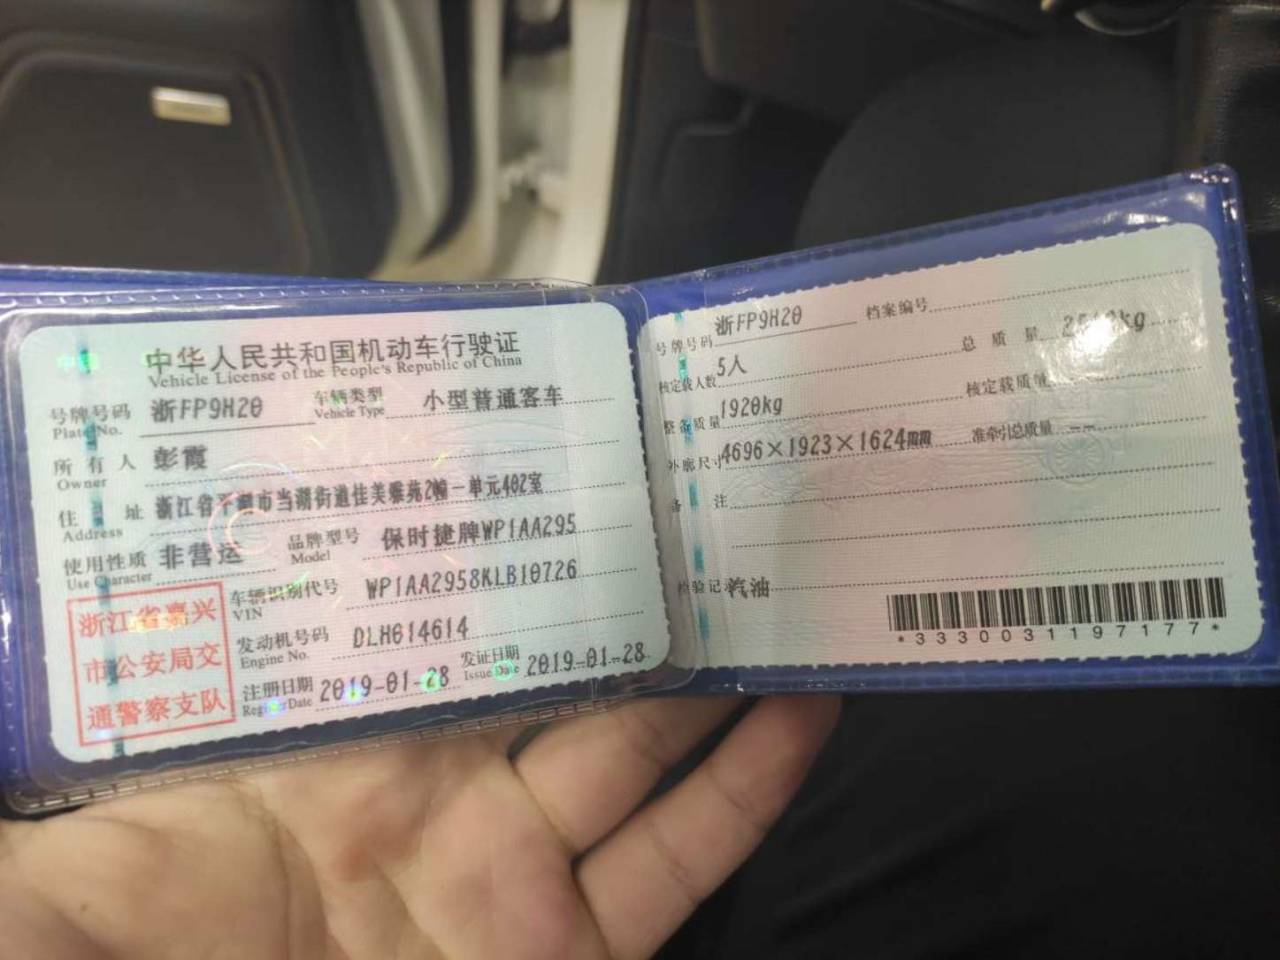 中华人民共和国机动车行驶证
Vehicle License of the People's Republic of China
号牌号码 浙FP9H20 车辆类型 小型普通客车
Plate No. Vehicle Type
所有人 彭霞
Owner
住址 浙江省平湖市当湖街道佳美雅苑2幢一单元402室
Address
使用性质 非营运 品牌型号 保时捷牌WP1AA295
Use Character Model
车辆识别代号 WP1AA2958KLB10726
VIN
发动机号码 DLH614614
Engine No.
注册日期 2019-01-28 发证日期 2019-01-28
Register Date Issue Date
浙江省嘉兴
市公安局交
通警察支队
号牌号码 浙FP9H20 档案编号
核定载人数 5人 总质量 kg
整备质量 1920kg 核定载质量
外廓尺寸 4696×1923×1624mm 准牵引总质量 --
备注
检验记 汽油
*3330031197177*